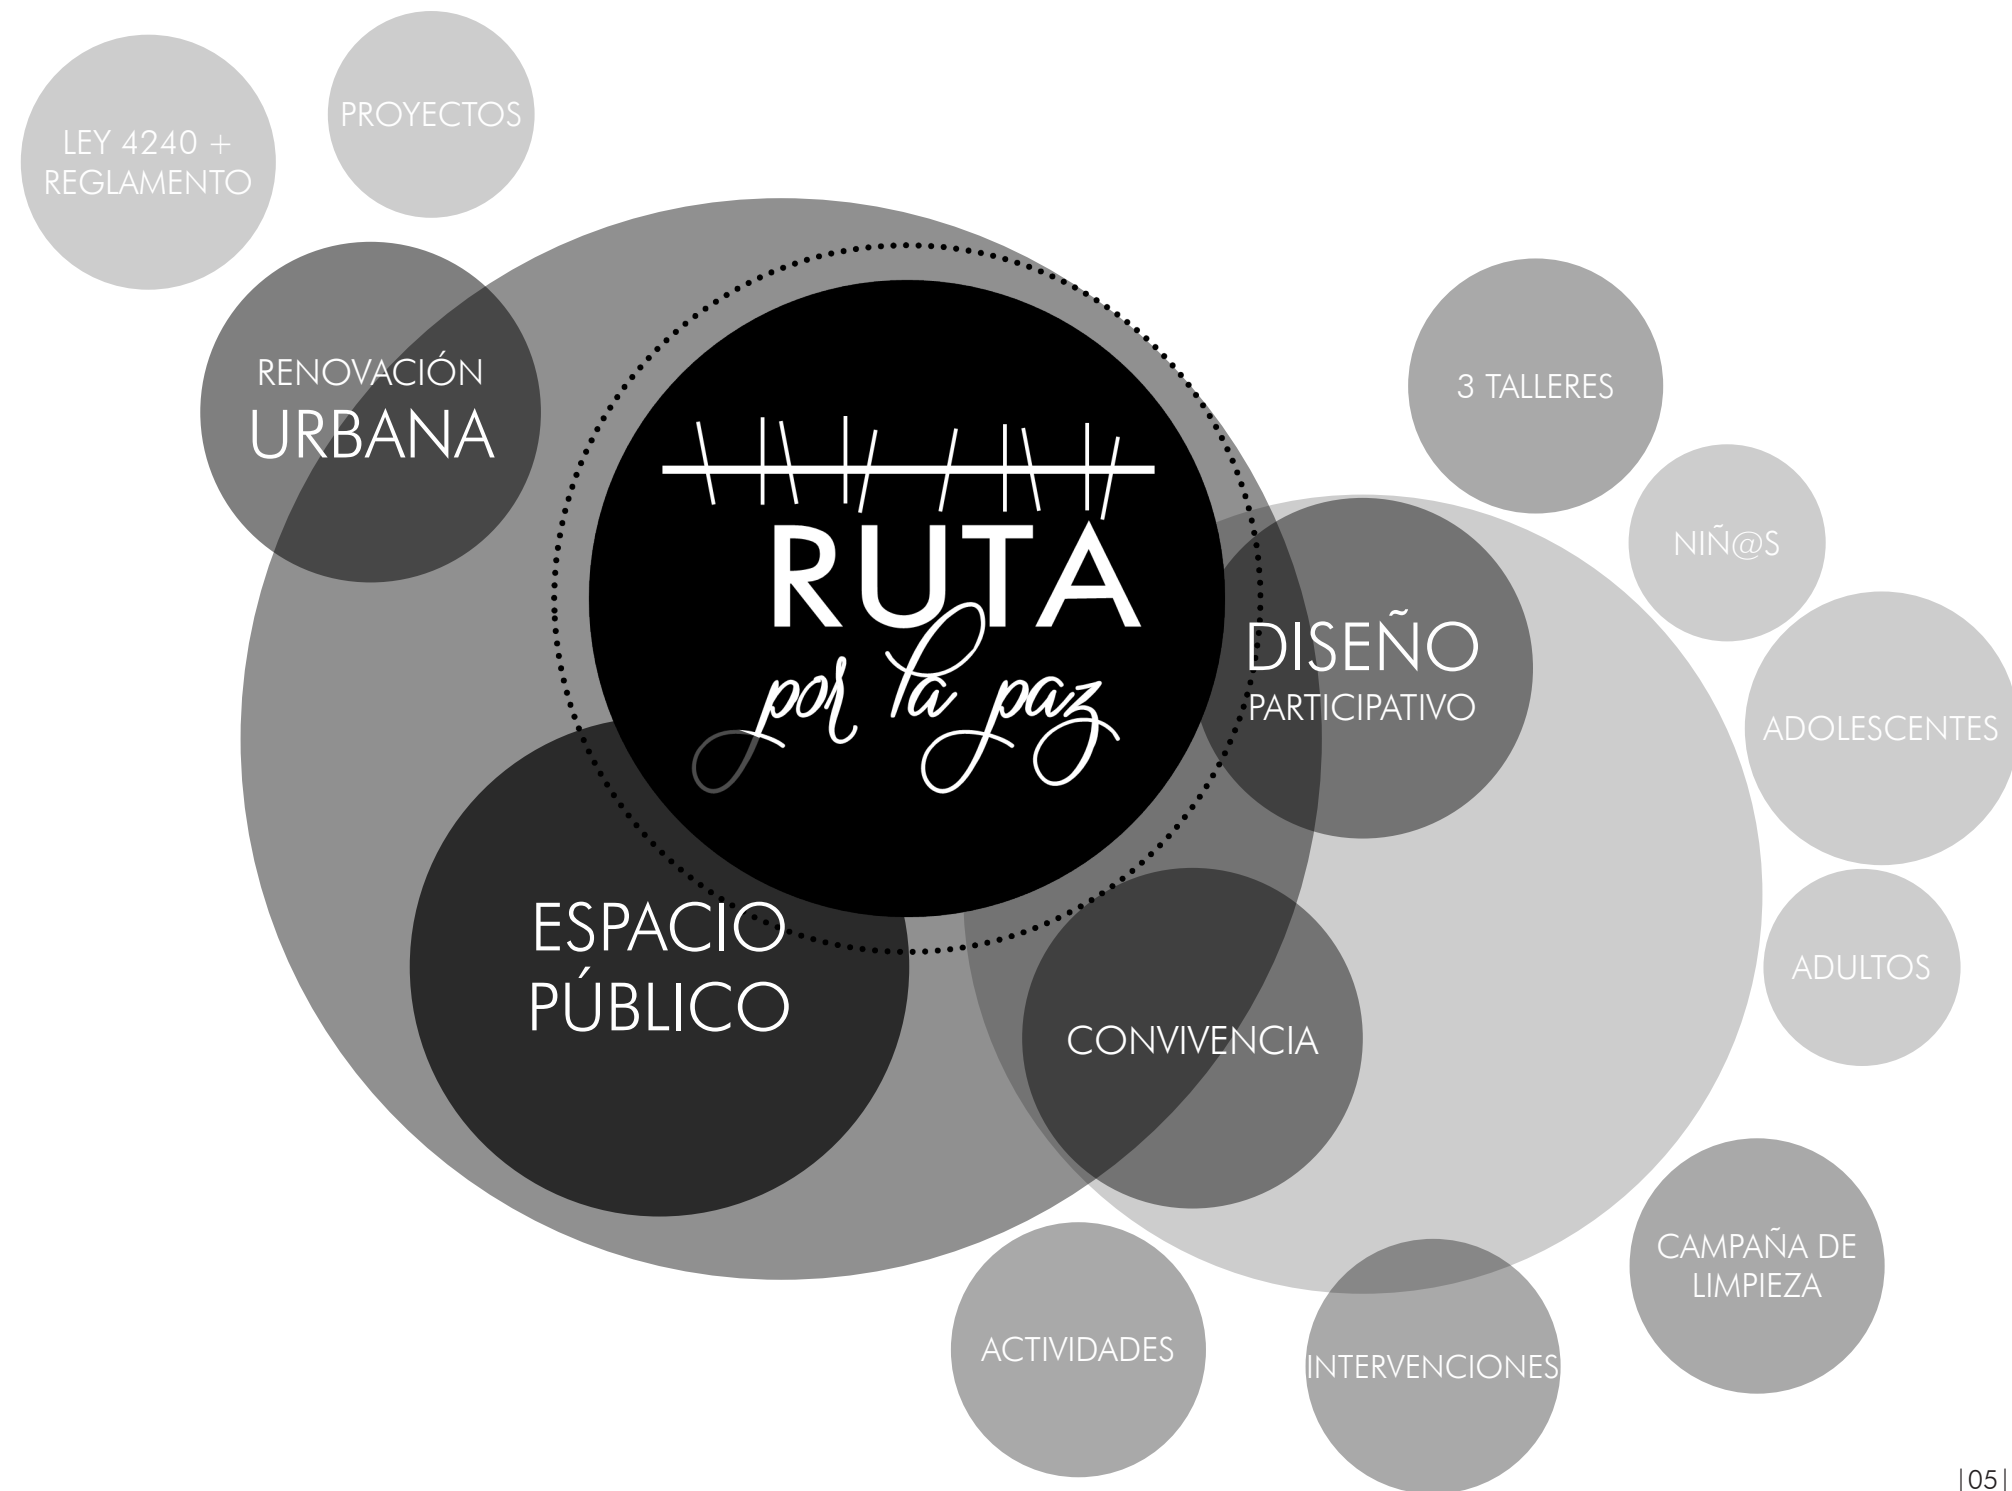 LEY 4240 +
REGLAMENTO
PROYECTOS
RENOVACIÓN
URBANA
RUTA
por la paz
3 TALLERES
NIÑ@S
DISEÑO
PARTICIPATIVO
ADOLESCENTES
ESPACIO
PÚBLICO
CONVIVENCIA
ADULTOS
CAMPAÑA DE
LIMPIEZA
ACTIVIDADES
INTERVENCIONES
|05|